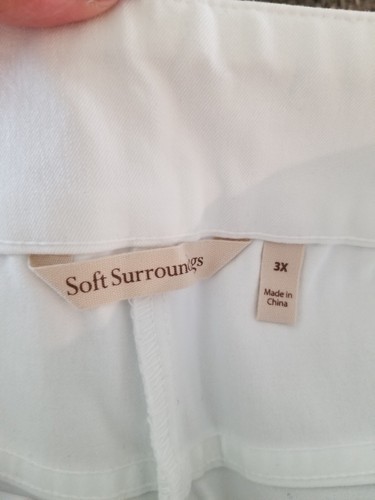 Soft Surroundings
3X
Made in
China